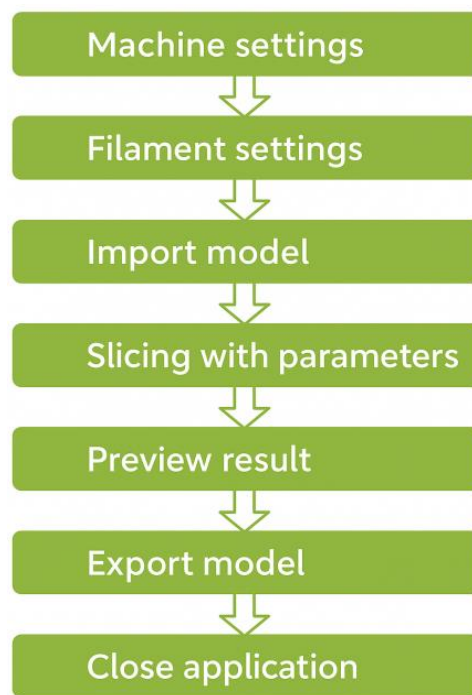 Machine settings
Filament settings
Import model
Slicing with parameters
Preview result
Export model
Close application